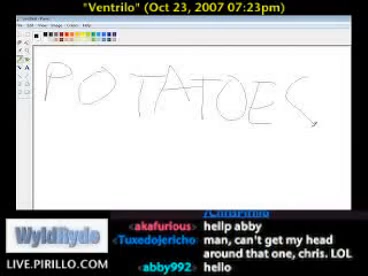 "Ventrilo" (Oct 23, 2007 07:23pm)
POTATOES
/ChrisPirillo
<akafurious> hellp abby
<Tuxedojericho> man, can't get my head
around that one, chris. LOL
<abby992> hello
WyldRyde
LIVE.PIRILLO.COM